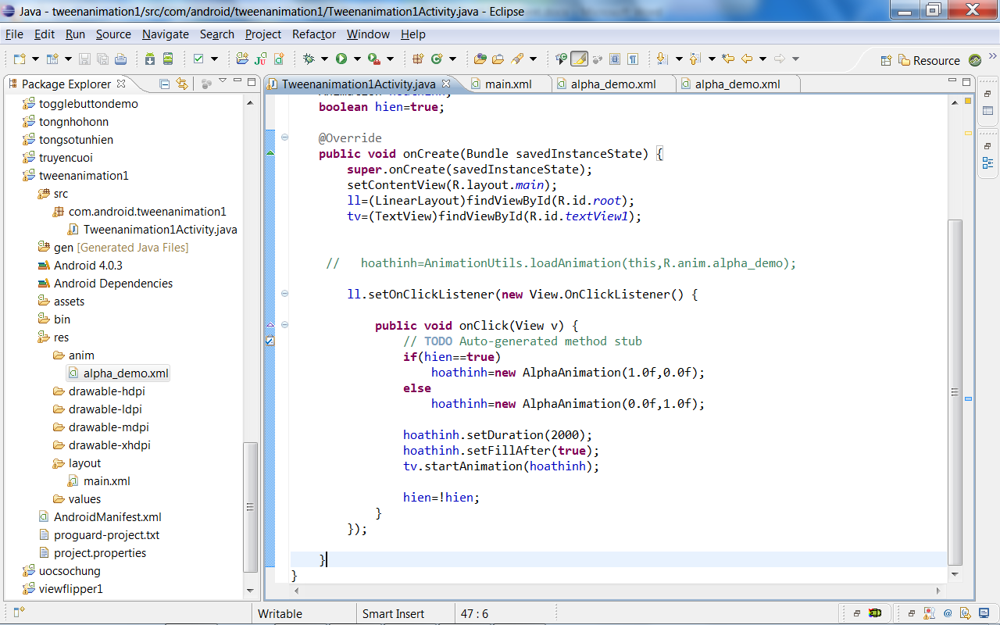 Java - tweenanimation1/src/com/android/tweenanimation1/Tweenanimation1Activity.java - Eclipse
File Edit Run Source Navigate Search Project Refactor Window Help
Resource
Package Explorer
togglebuttondemo
tongnhohonn
tongsotunhien
truyencuoi
tweenanimation1
src
com.android.tweenanimation1
Tweenanimation1Activity.java
gen [Generated Java Files]
Android 4.0.3
Android Dependencies
assets
bin
res
anim
alpha_demo.xml
drawable-hdpi
drawable-ldpi
drawable-mdpi
drawable-xhdpi
layout
main.xml
values
AndroidManifest.xml
proguard-project.txt
project.properties
uocsochung
viewflipper1
Tweenanimation1Activity.java main.xml alpha_demo.xml alpha_demo.xml
Animation hoathinh;
boolean hien=true;
@Override
public void onCreate(Bundle savedInstanceState) {
super.onCreate(savedInstanceState);
setContentView(R.layout.main);
ll=(LinearLayout)findViewById(R.id.root);
tv=(TextView)findViewById(R.id.textView1);
// hoathinh=AnimationUtils.loadAnimation(this,R.anim.alpha_demo);
ll.setOnClickListener(new View.OnClickListener() {
public void onClick(View v) {
// TODO Auto-generated method stub
if(hien==true)
hoathinh=new AlphaAnimation(1.0f,0.0f);
else
hoathinh=new AlphaAnimation(0.0f,1.0f);
hoathinh.setDuration(2000);
hoathinh.setFillAfter(true);
tv.startAnimation(hoathinh);
hien=!hien;
}
});
}
}
Writable Smart Insert 47 : 6